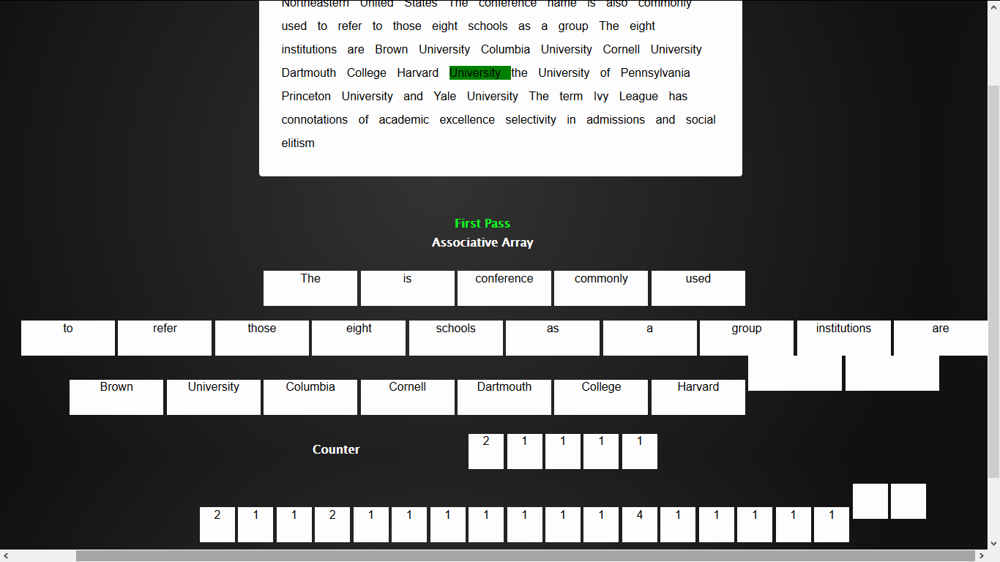 Northeastern United States The conference name is also commonly
used to refer to those eight schools as a group The eight
institutions are Brown University Columbia University Cornell University
Dartmouth College Harvard University the University of Pennsylvania
Princeton University and Yale University The term Ivy League has
connotations of academic excellence selectivity in admissions and social
elitism
First Pass
Associative Array
The is conference commonly used
to refer those eight schools as a group institutions are
Brown University Columbia Cornell Dartmouth College Harvard
Counter
2 1 1 1 1
2 1 1 2 1 1 1 1 1 1 1 4 1 1 1 1 1